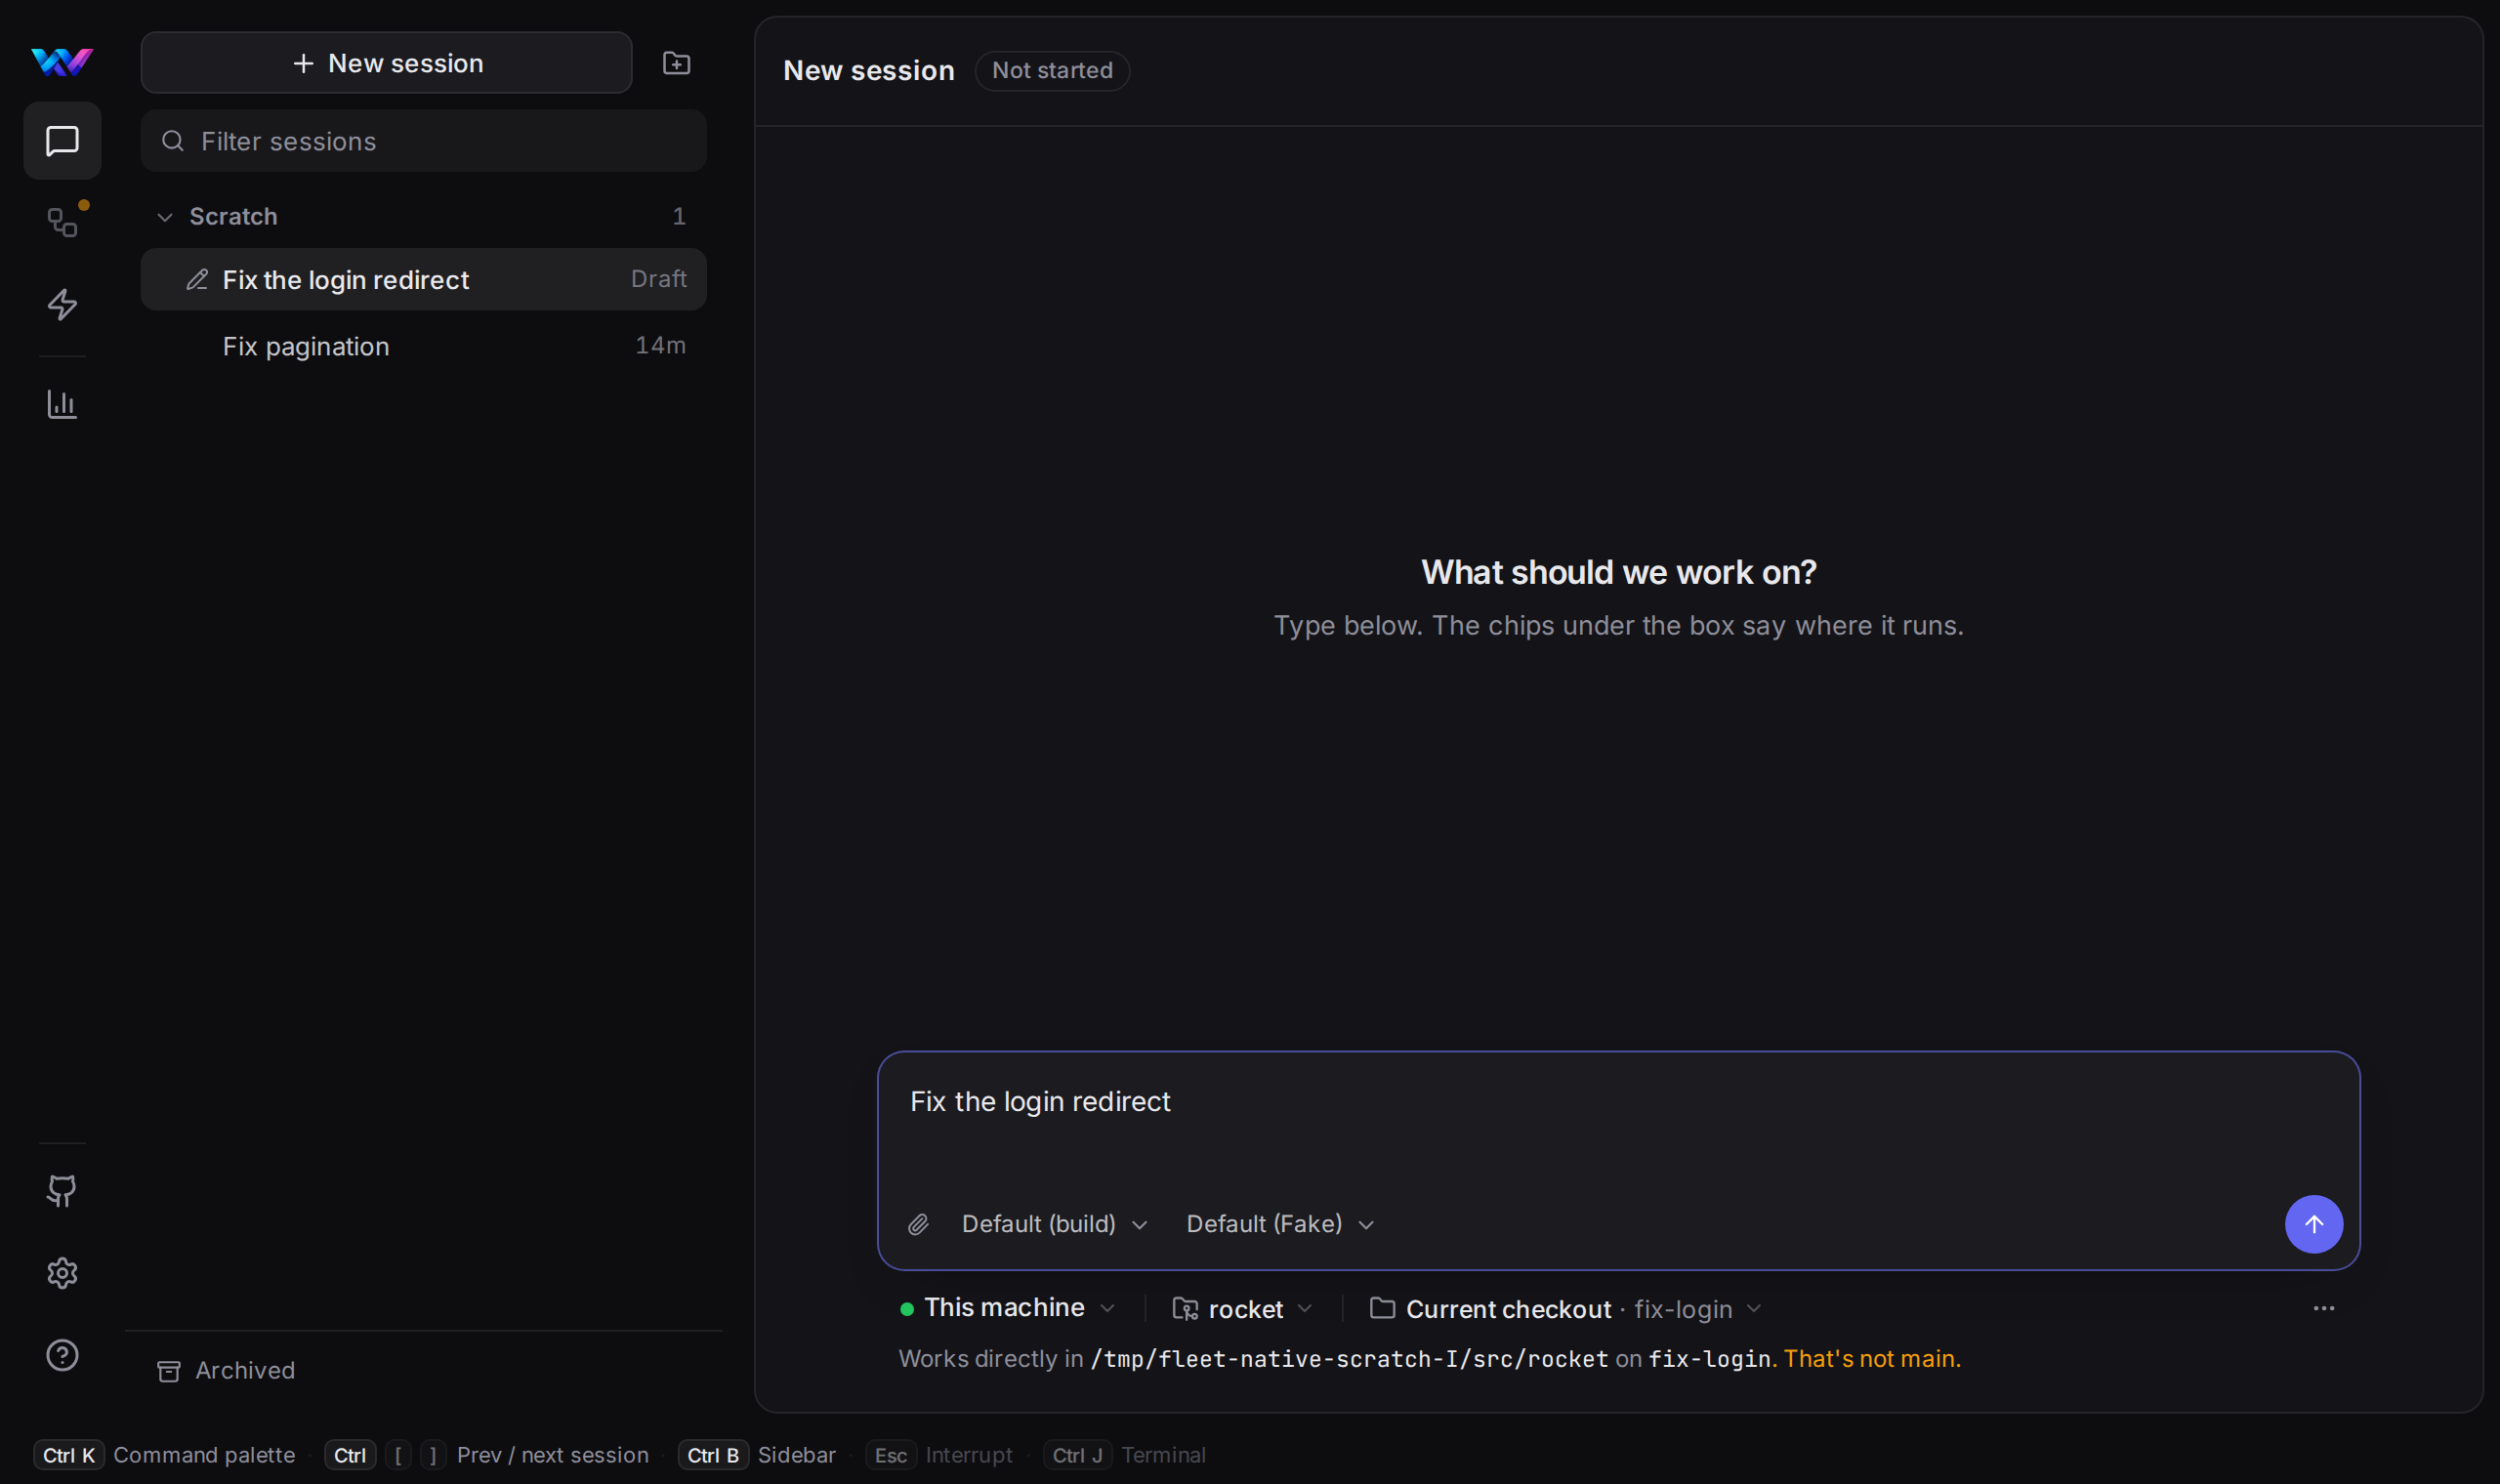 New session
Filter sessions
Scratch 1
Fix the login redirect Draft
Fix pagination 14m
Archived
New session Not started
What should we work on?
Type below. The chips under the box say where it runs.
Fix the login redirect
Default (build) Default (Fake)
This machine rocket Current checkout · fix-login
Works directly in /tmp/fleet-native-scratch-I/src/rocket on fix-login. That's not main.
Ctrl K Command palette · Ctrl [ ] Prev / next session · Ctrl B Sidebar · Esc Interrupt · Ctrl J Terminal